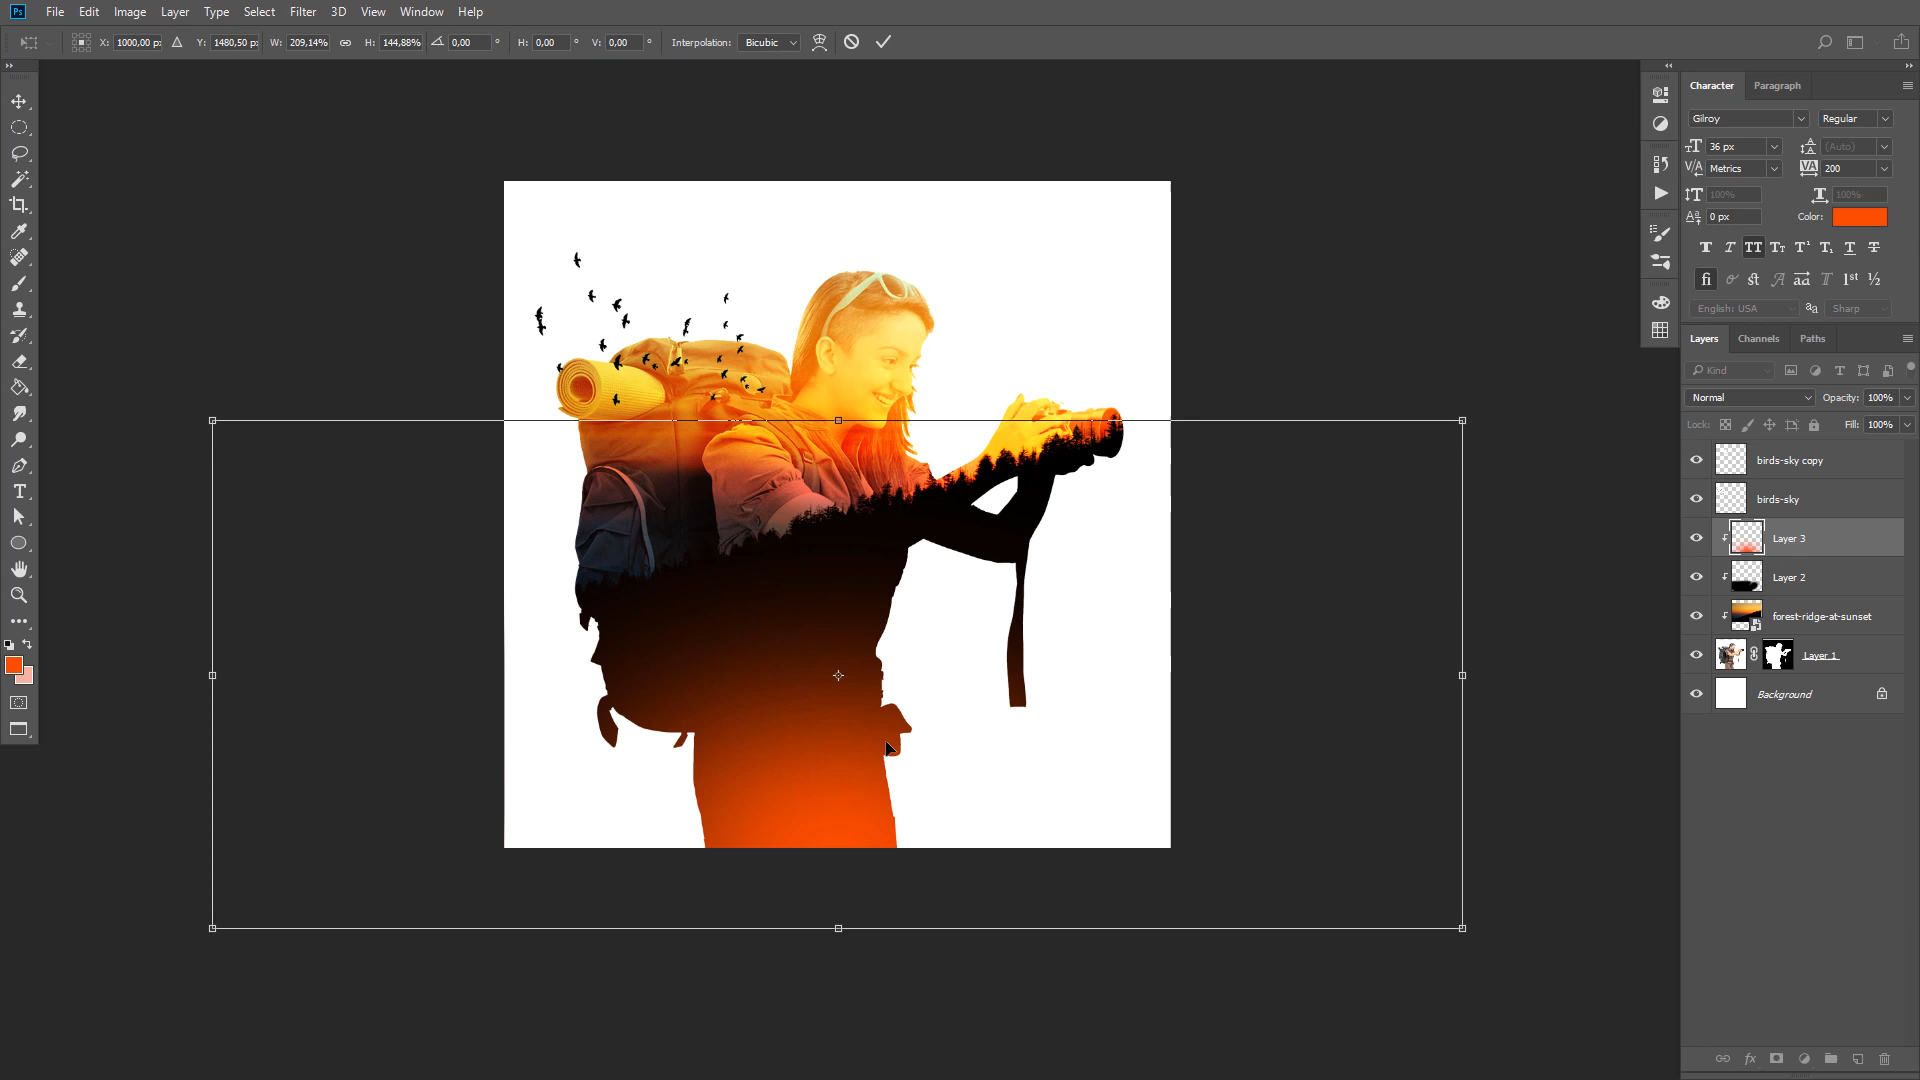 Ps File Edit Image Layer Type Select Filter 3D View Window Help
X: 1000,00 px Y: 1480,50 px W: 209,14% H: 144,88% 0,00 ° H: 0,00 ° V: 0,00 ° Interpolation: Bicubic
Character Paragraph
Gilroy Regular
36 px (Auto)
Metrics 200
100% 100%
0 px Color:
English: USA Sharp
Layers Channels Paths
Kind
Normal Opacity: 100%
Lock: Fill: 100%
birds-sky copy
birds-sky
Layer 3
Layer 2
forest-ridge-at-sunset
Layer 1
Background